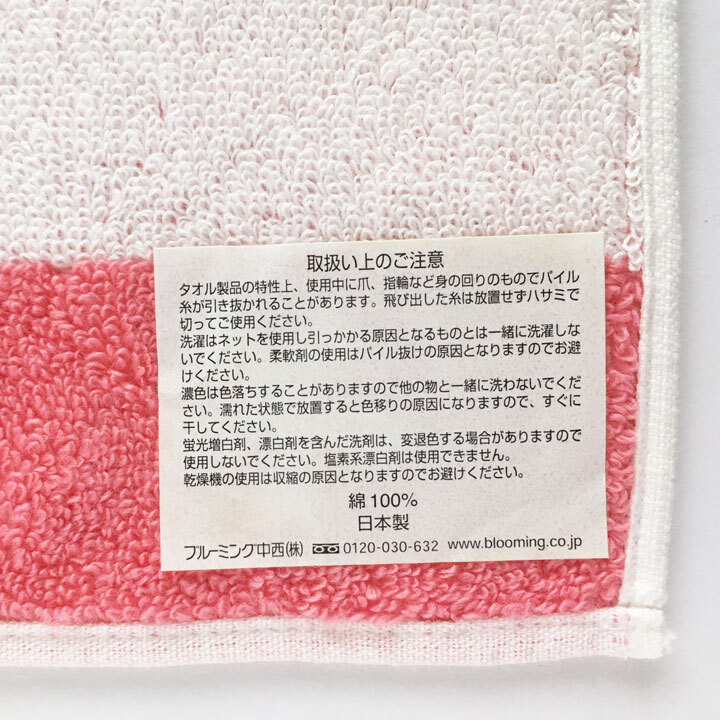 取扱い上のご注意
タオル製品の特性上、使用中に爪、指輪など身の回りのものでパイル
糸が引き抜かれることがあります。飛び出した糸は放置せずハサミで
切ってご使用ください。
洗濯はネットを使用し引っかかる原因となるものとは一緒に洗濯しな
いでください。柔軟剤の使用はパイル抜けの原因となりますのでお避
けください。
濃色は色落ちすることがありますので他の物と一緒に洗わないでくだ
さい。濡れた状態で放置すると色移りの原因になりますので、すぐに
干してください。
蛍光増白剤、漂白剤を含んだ洗剤は、変退色する場合がありますので
使用しないでください。塩素系漂白剤は使用できません。
乾燥機の使用は収縮の原因となりますのでお避けください。
綿100%
日本製
ブルーミング中西(株) 0120-030-632 www.blooming.co.jp